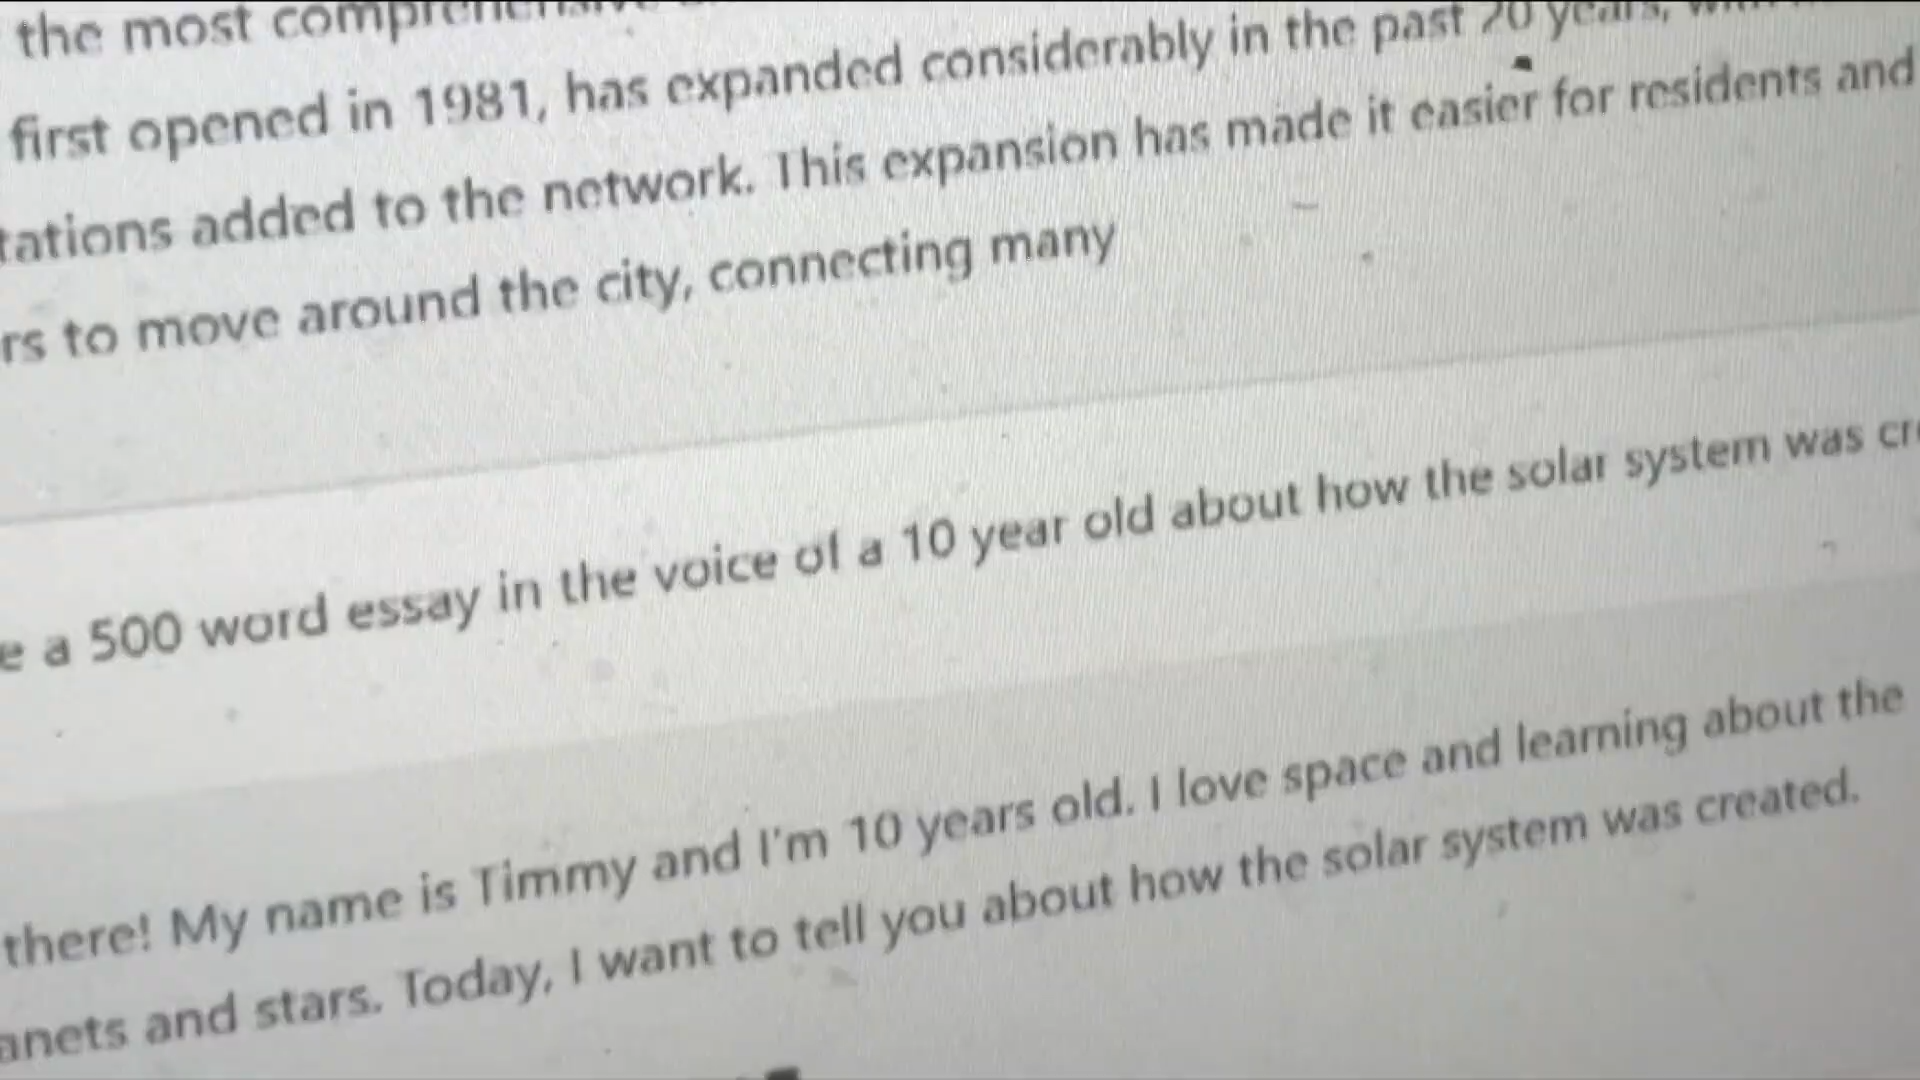 the most
first opened in 1981, has expanded considerably in the past 20 years,
tations added to the network. This expansion has made it easier for residents and
rs to move around the city, connecting many
e a 500 word essay in the voice of a 10 year old about how the solar system was cre
there! My name is Timmy and I'm 10 years old. I love space and learning about the
anets and stars. Today, I want to tell you about how the solar system was created.